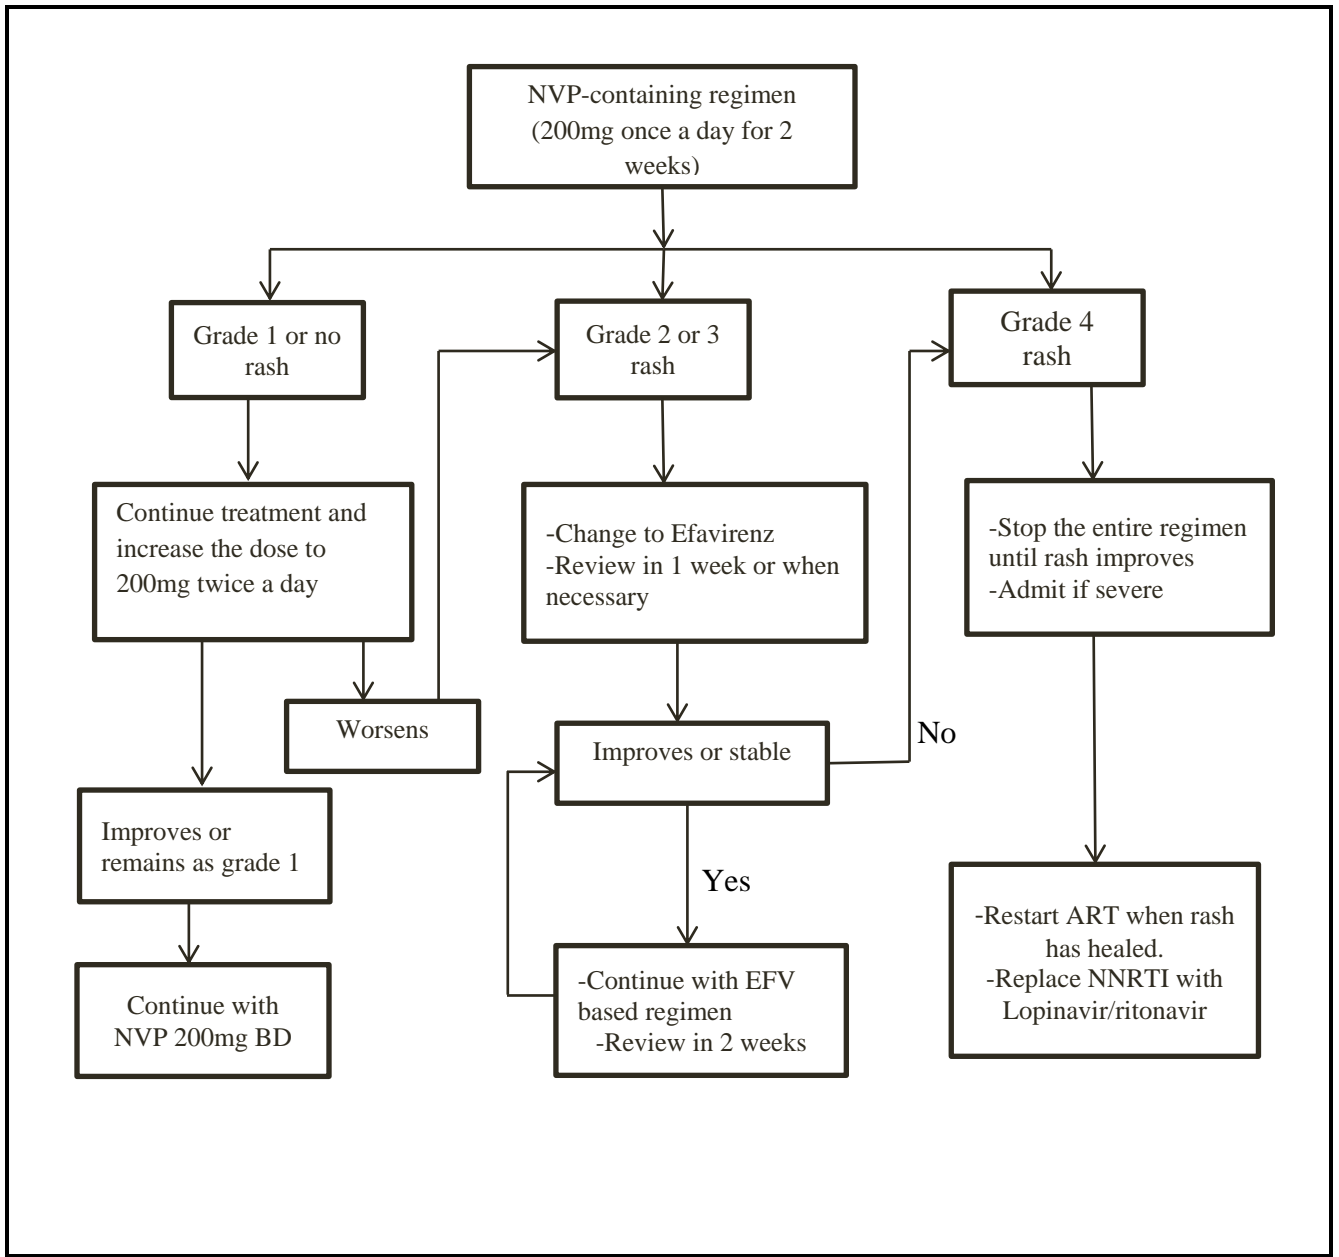 NVP-containing regimen
(200mg once a day for 2
weeks)
Grade 1 or no
rash
Grade 2 or 3
rash
Grade 4
rash
Continue treatment and
increase the dose to
200mg twice a day
-Change to Efavirenz
-Review in 1 week or when
necessary
-Stop the entire regimen
until rash improves
-Admit if severe
Worsens
Improves or stable
No
Improves or
remains as grade 1
Yes
-Restart ART when rash
has healed.
-Replace NNRTI with
Lopinavir/ritonavir
Continue with
NVP 200mg BD
-Continue with EFV
based regimen
-Review in 2 weeks